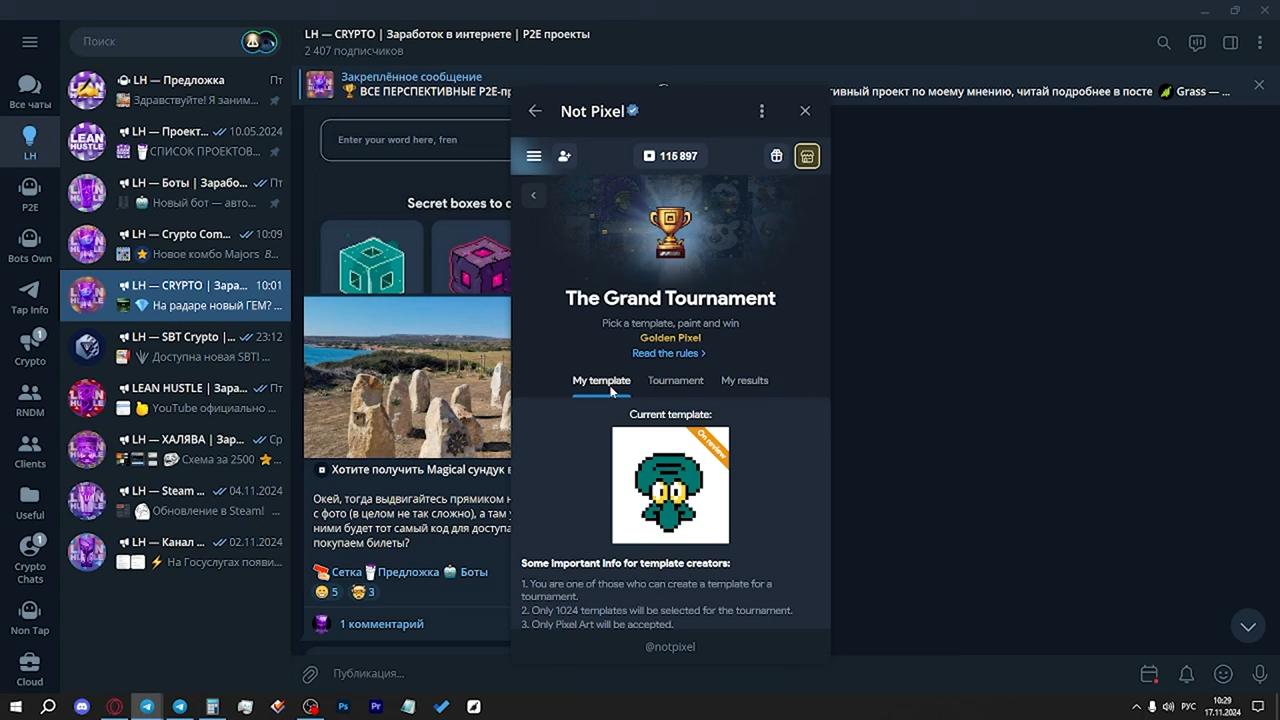 Поиск
Все чаты
LH
P2E
Bots Own
Tap Info
1
Crypto
RNDM
Clients
Useful
1
Crypto
Chats
Non Tap
Cloud
LH — Предложка
Пт
Здравствуйте! Я заним...
LH — Проект...
10.05.2024
СПИСОК ПРОЕКТОВ...
LH — Боты | Зарабо...
Пт
Новый бот — авто...
LH — Crypto Com...
10:09
Новое комбо Majors В...
LH — CRYPTO | Зара...
10:01
На радаре новый ГЕМ? ...
LH — SBT Crypto |...
23:12
Доступна новая SBT! ...
LEAN HUSTLE | Зара...
Пт
YouTube официально ...
LH — ХАЛЯВА | Зар...
Ср
Схема за 2500 ...
LH — Steam ...
04.11.2024
Обновление в Steam! ...
LH — Канал ...
02.11.2024
На Госуслугах появи...
LH — CRYPTO | Заработок в интернете | P2E проекты
2 407 подписчиков
Закреплённое сообщение
ВСЕ ПЕРСПЕКТИВНЫЕ P2E-пр
тивный проект по моему мнению, читай подробнее в посте
Grass — ...
Enter your word here, fren
Secret boxes to d
Хотите получить Magical сундук в
Окей, тогда выдвигайтесь прямиком н
с фото (в целом не так сложно), а там у
ними будет тот самый код для доступа
покупаем билеты?
Сетка
Предложка
Боты
5
3
1 комментарий
Публикация...
Not Pixel
115 897
The Grand Tournament
Pick a template, paint and win
Golden Pixel
Read the rules >
My template
Tournament
My results
Current template:
On review
Some Important Info for template creators:
1. You are one of those who can create a template for a
tournament.
2. Only 1024 templates will be selected for the tournament.
3. Only Pixel Art will be accepted.
@notpixel
Ps
Pr
РУС
10:29
17.11.2024